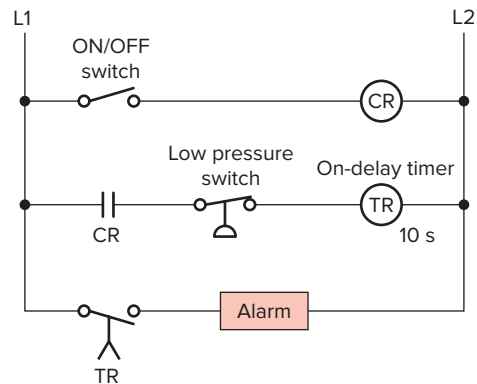 L1
L2
ON/OFF
switch
CR
Low pressure
switch
On-delay timer
CR
TR
10 s
Alarm
TR